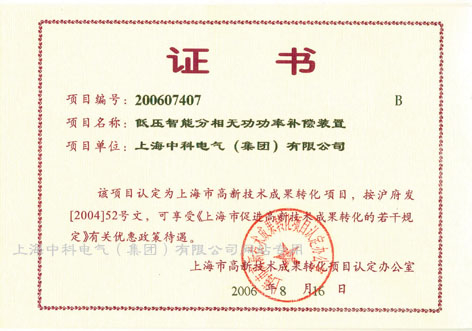 证 书
项目编号：200607407 B
项目名称：低压智能分相无功功率补偿装置
项目单位：上海中科电气（集团）有限公司
该项目认定为上海市高新技术成果转化项目，按沪府发
[2004]52号文，可享受《上海市促进高新技术成果转化的若干规
定》有关优惠政策待遇。
上海中科电气（集团）有限公司
上海市高新技术成果转化项目认定办公室
2006 年 8 月 16 日